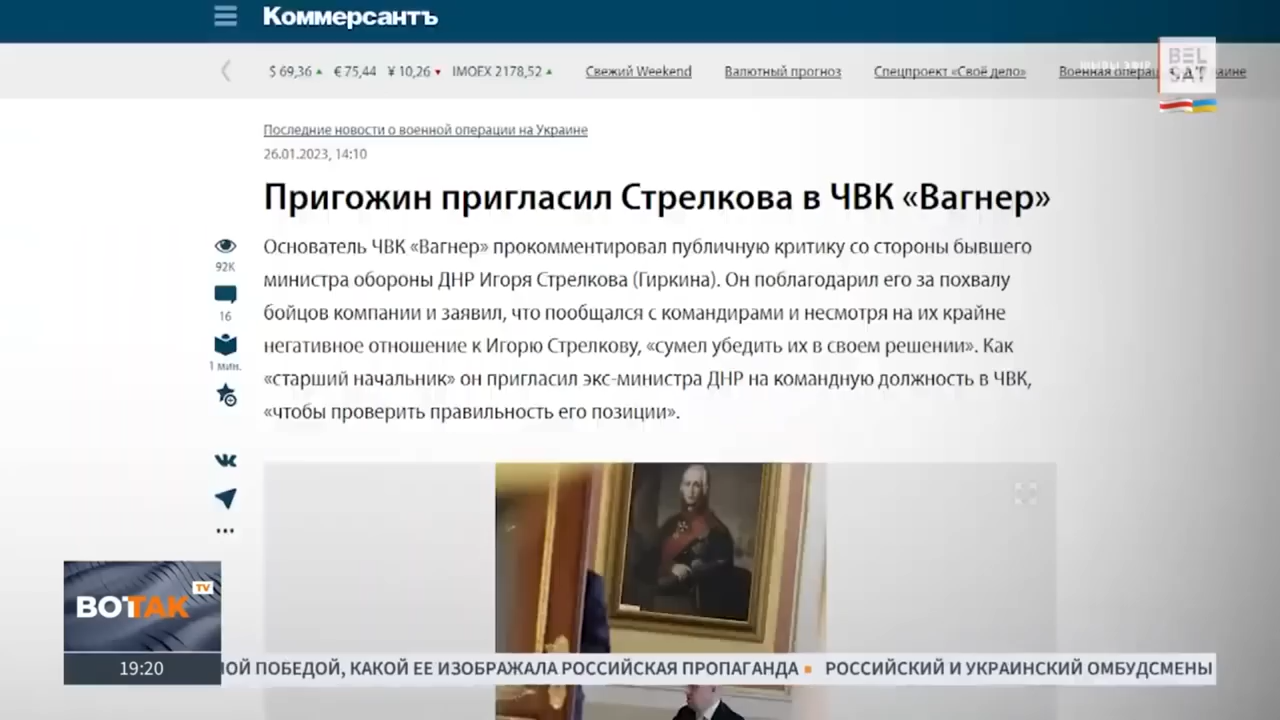 Коммерсантъ
$ 69,36 ▲ € 75,44 ¥ 10,26 ▼ IMOEX 2178,52 ▲ Свежий Weekend Валютный прогноз Спецпроект «Своё дело» Военная
BEL
SAT
Последние новости о военной операции на Украине
26.01.2023, 14:10
Пригожин пригласил Стрелкова в ЧВК «Вагнер»
Основатель ЧВК «Вагнер» прокомментировал публичную критику со стороны бывшего
министра обороны ДНР Игоря Стрелкова (Гиркина). Он поблагодарил его за похвалу
бойцов компании и заявил, что пообщался с командирами и несмотря на их крайне
негативное отношение к Игорю Стрелкову, «сумел убедить их в своем решении». Как
«старший начальник» он пригласил экс-министра ДНР на командную должность в ЧВК,
«чтобы проверить правильность его позиции».
92K
16
1 мин.
ВОТ ТАК
TV
19:20
НОЙ ПОБЕДОЙ, КАКОЙ ЕЕ ИЗОБРАЖАЛА РОССИЙСКАЯ ПРОПАГАНДА ▪ РОССИЙСКИЙ И УКРАИНСКИЙ ОМБУДСМЕНЫ